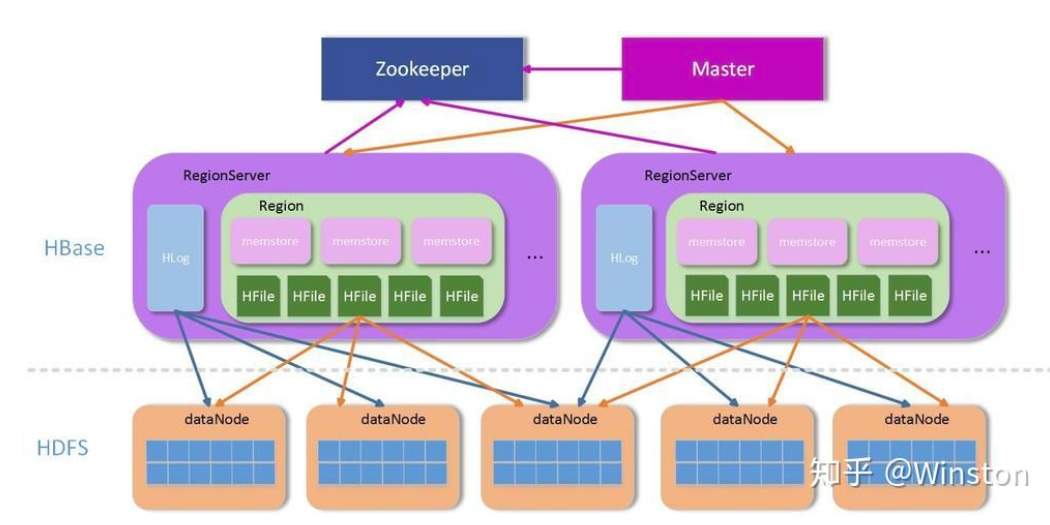 Zookeeper
Master
HBase
RegionServer
Region
HLog
memstore
memstore
memstore
HFile
HFile
HFile
HFile
HFile
...
RegionServer
Region
HLog
memstore
memstore
memstore
HFile
HFile
HFile
HFile
HFile
...
HDFS
dataNode
dataNode
dataNode
dataNode
dataNode
知乎 @Winston